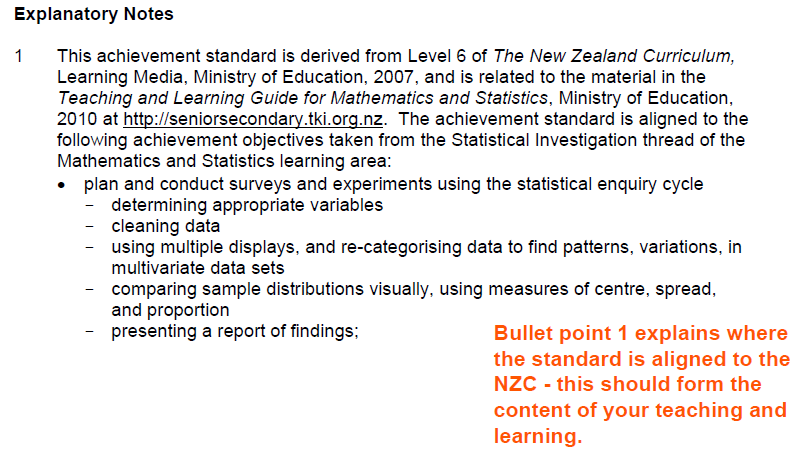 Explanatory Notes
1 This achievement standard is derived from Level 6 of The New Zealand Curriculum,
Learning Media, Ministry of Education, 2007, and is related to the material in the
Teaching and Learning Guide for Mathematics and Statistics, Ministry of Education,
2010 at http://seniorsecondary.tki.org.nz. The achievement standard is aligned to the
following achievement objectives taken from the Statistical Investigation thread of the
Mathematics and Statistics learning area:
• plan and conduct surveys and experiments using the statistical enquiry cycle
− determining appropriate variables
− cleaning data
− using multiple displays, and re-categorising data to find patterns, variations, in
multivariate data sets
− comparing sample distributions visually, using measures of centre, spread,
and proportion
− presenting a report of findings;
Bullet point 1 explains where
the standard is aligned to the
NZC - this should form the
content of your teaching and
learning.